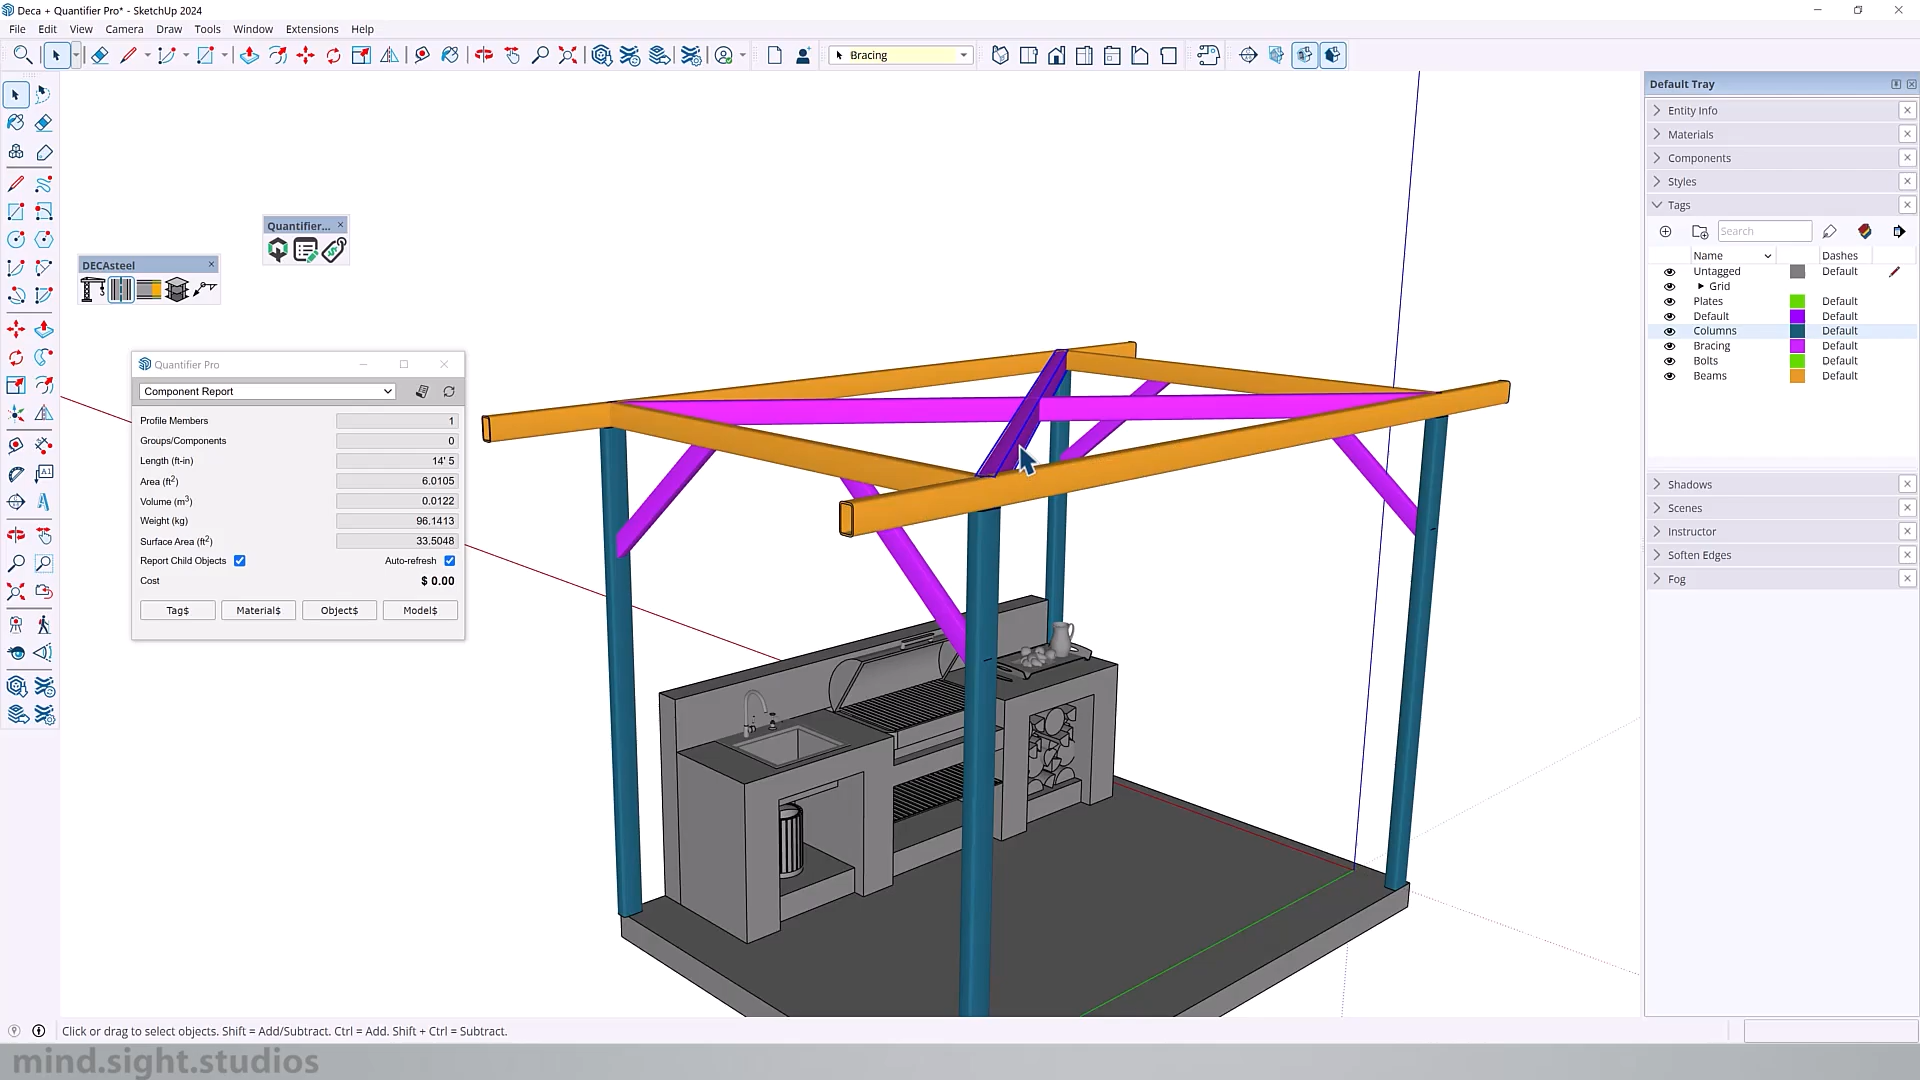 Deca + Quantifier Pro* - SketchUp 2024
File Edit View Camera Draw Tools Window Extensions Help
Bracing
Default Tray
Entity Info
Materials
Components
Styles
Tags
Search
Name Dashes
Untagged Default
Grid
Plates Default
Default Default
Columns Default
Bracing Default
Bolts Default
Beams Default
Shadows
Scenes
Instructor
Soften Edges
Fog
Quantifier...
DECAsteel
Quantifier Pro
Component Report
Profile Members 1
Groups/Components 0
Length (ft-in) 14' 5
Area (ft²) 6.0105
Volume (m³) 0.0122
Weight (kg) 96.1413
Surface Area (ft²) 33.5048
Report Child Objects Auto-refresh
Cost $ 0.00
Tag$ Material$ Object$ Model$
Click or drag to select objects. Shift = Add/Subtract. Ctrl = Add. Shift + Ctrl = Subtract.
mind.sight.studios